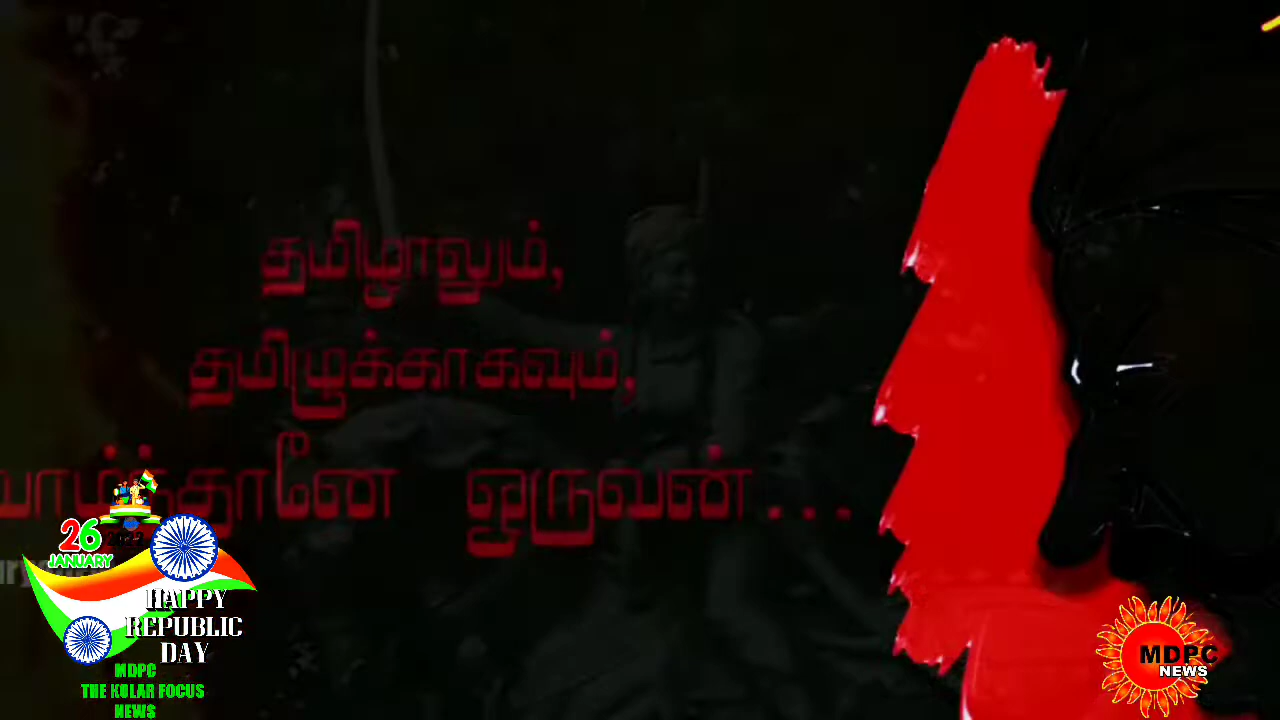 தமிழாலும்,
தமிழுக்காகவும்,
வாழ்ந்தானே ஒருவன்...
26
JANUARY
HAPPY
REPUBLIC
DAY
MDPC
THE KOLAR FOCUS
NEWS
MDPC
NEWS